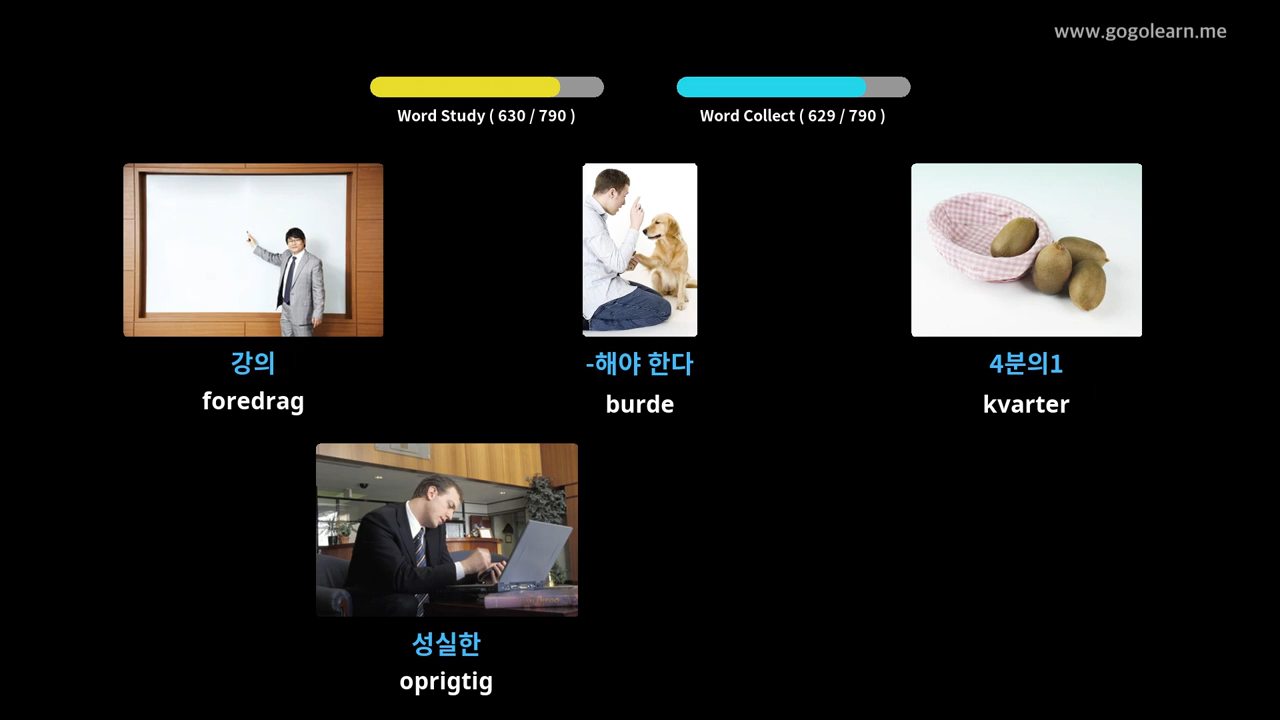 www.gogolearn.me
Word Study ( 630 / 790 )
Word Collect ( 629 / 790 )
강의
foredrag
-해야 한다
burde
4분의1
kvarter
성실한
oprigtig